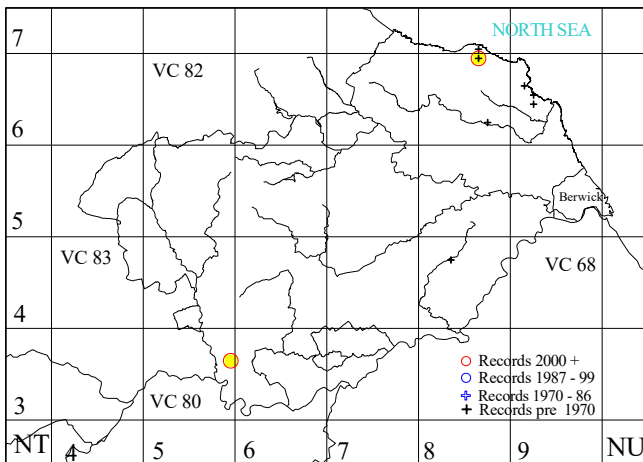 7
NORTH SEA
VC 82
6
Berwick
5
VC 83
VC 68
4
Records 2000 +
Records 1987 - 99
VC 80
Records 1970 - 86
Records pre 1970
3
NT 4 5 6 7 8 9 NU